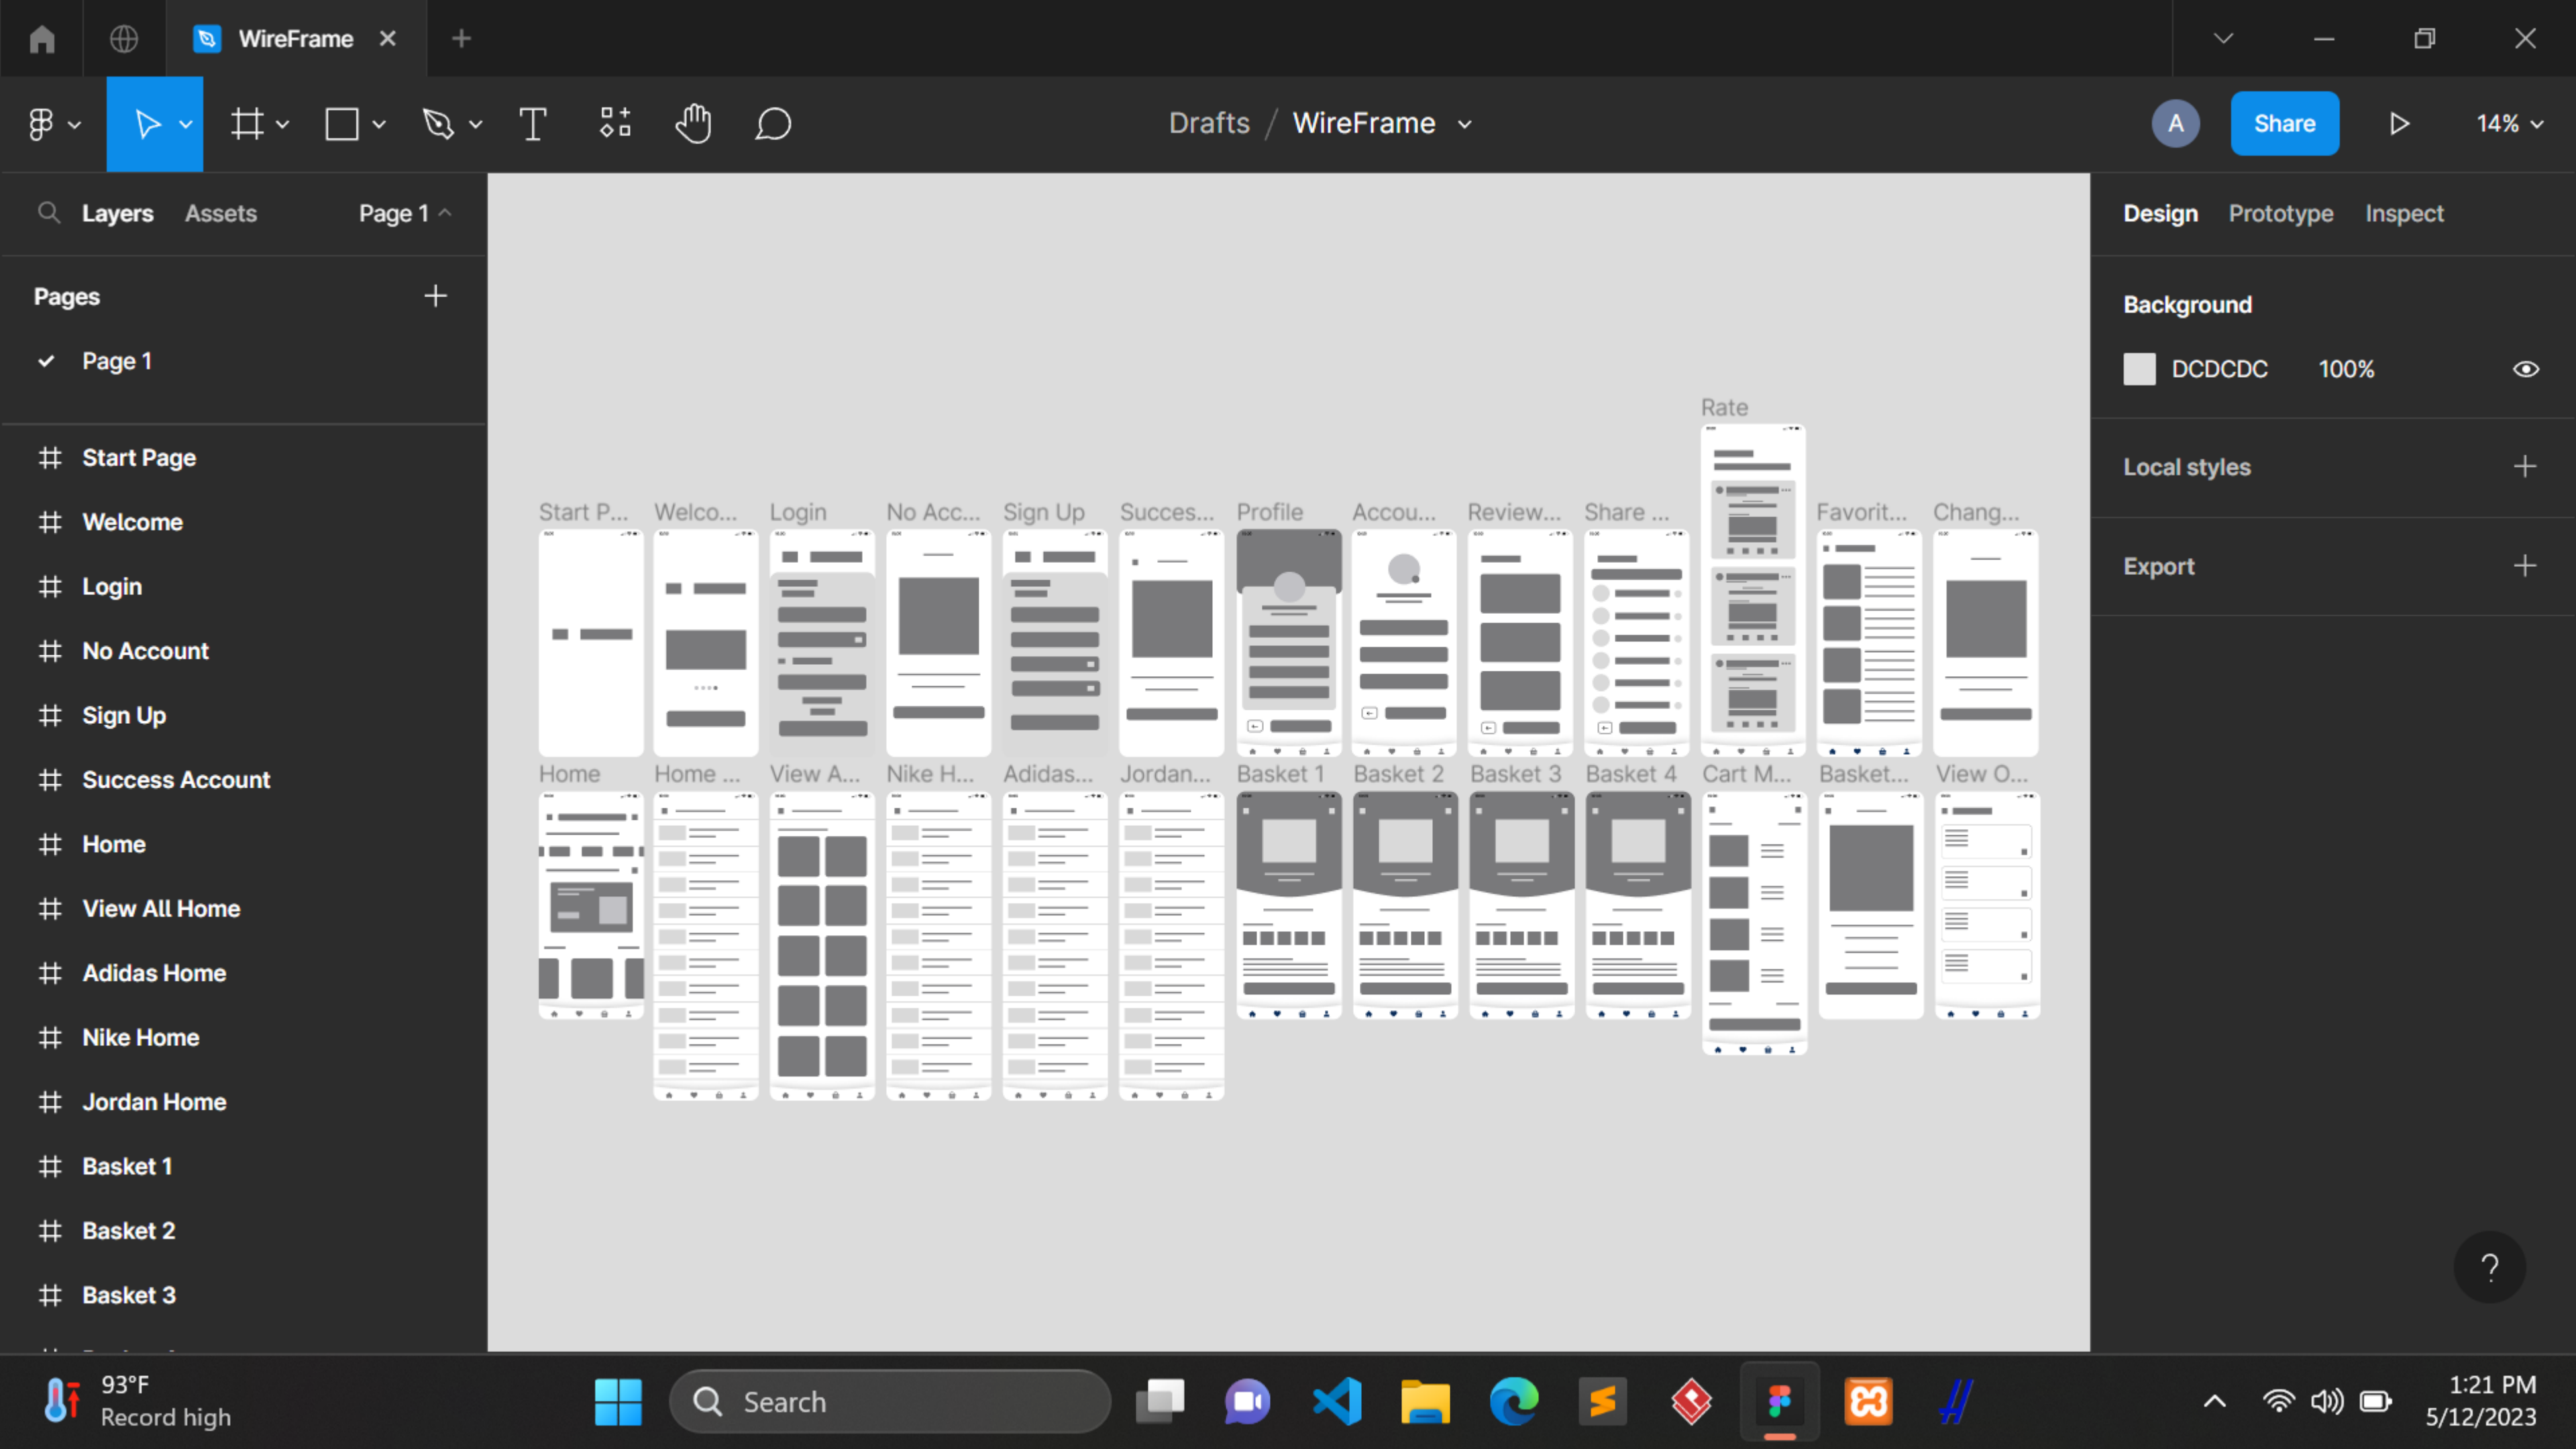 WireFrame
Drafts / WireFrame
A
Share
14%
Layers Assets Page 1
Pages
Page 1
Start Page
Welcome
Login
No Account
Sign Up
Success Account
Home
View All Home
Adidas Home
Nike Home
Jordan Home
Basket 1
Basket 2
Basket 3
Rate
Start P... Welco... Login No Acc... Sign Up Succes... Profile Accou... Review... Share ... Favorit... Chang...
Home Home ... View A... Nike H... Adidas... Jordan... Basket 1 Basket 2 Basket 3 Basket 4 Cart M... Basket... View O...
Design Prototype Inspect
Background
DCDCDC 100%
Local styles
Export
?
93°F
Record high
Search
1:21 PM
5/12/2023